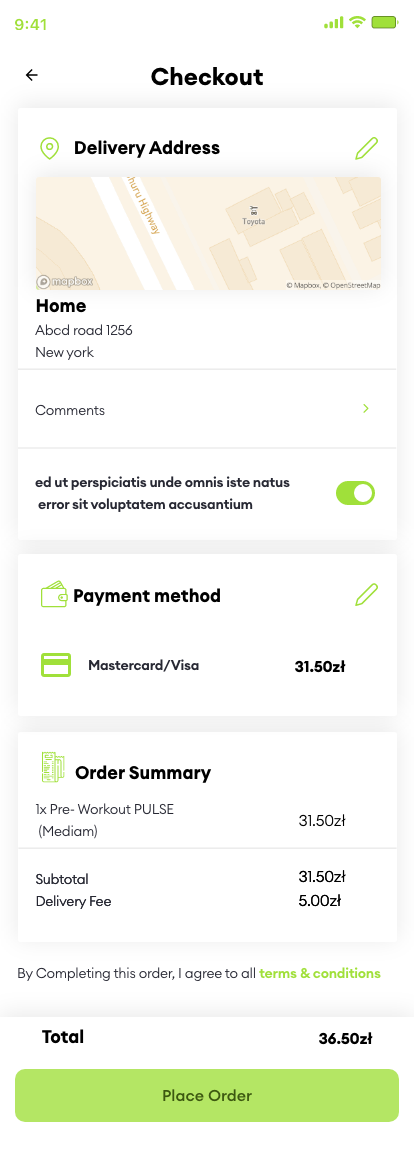 9:41
Checkout
Delivery Address
huru Highway
Toyota
mapbox
© Mapbox, © OpenStreetMap
Home
Abcd road 1256
New york
Comments
ed ut perspiciatis unde omnis iste natus
error sit voluptatem accusantium
Payment method
Mastercard/Visa 31.50zł
Order Summary
1x Pre- Workout PULSE
(Mediam) 31.50zł
Subtotal 31.50zł
Delivery Fee 5.00zł
By Completing this order, I agree to all terms & conditions
Total 36.50zł
Place Order